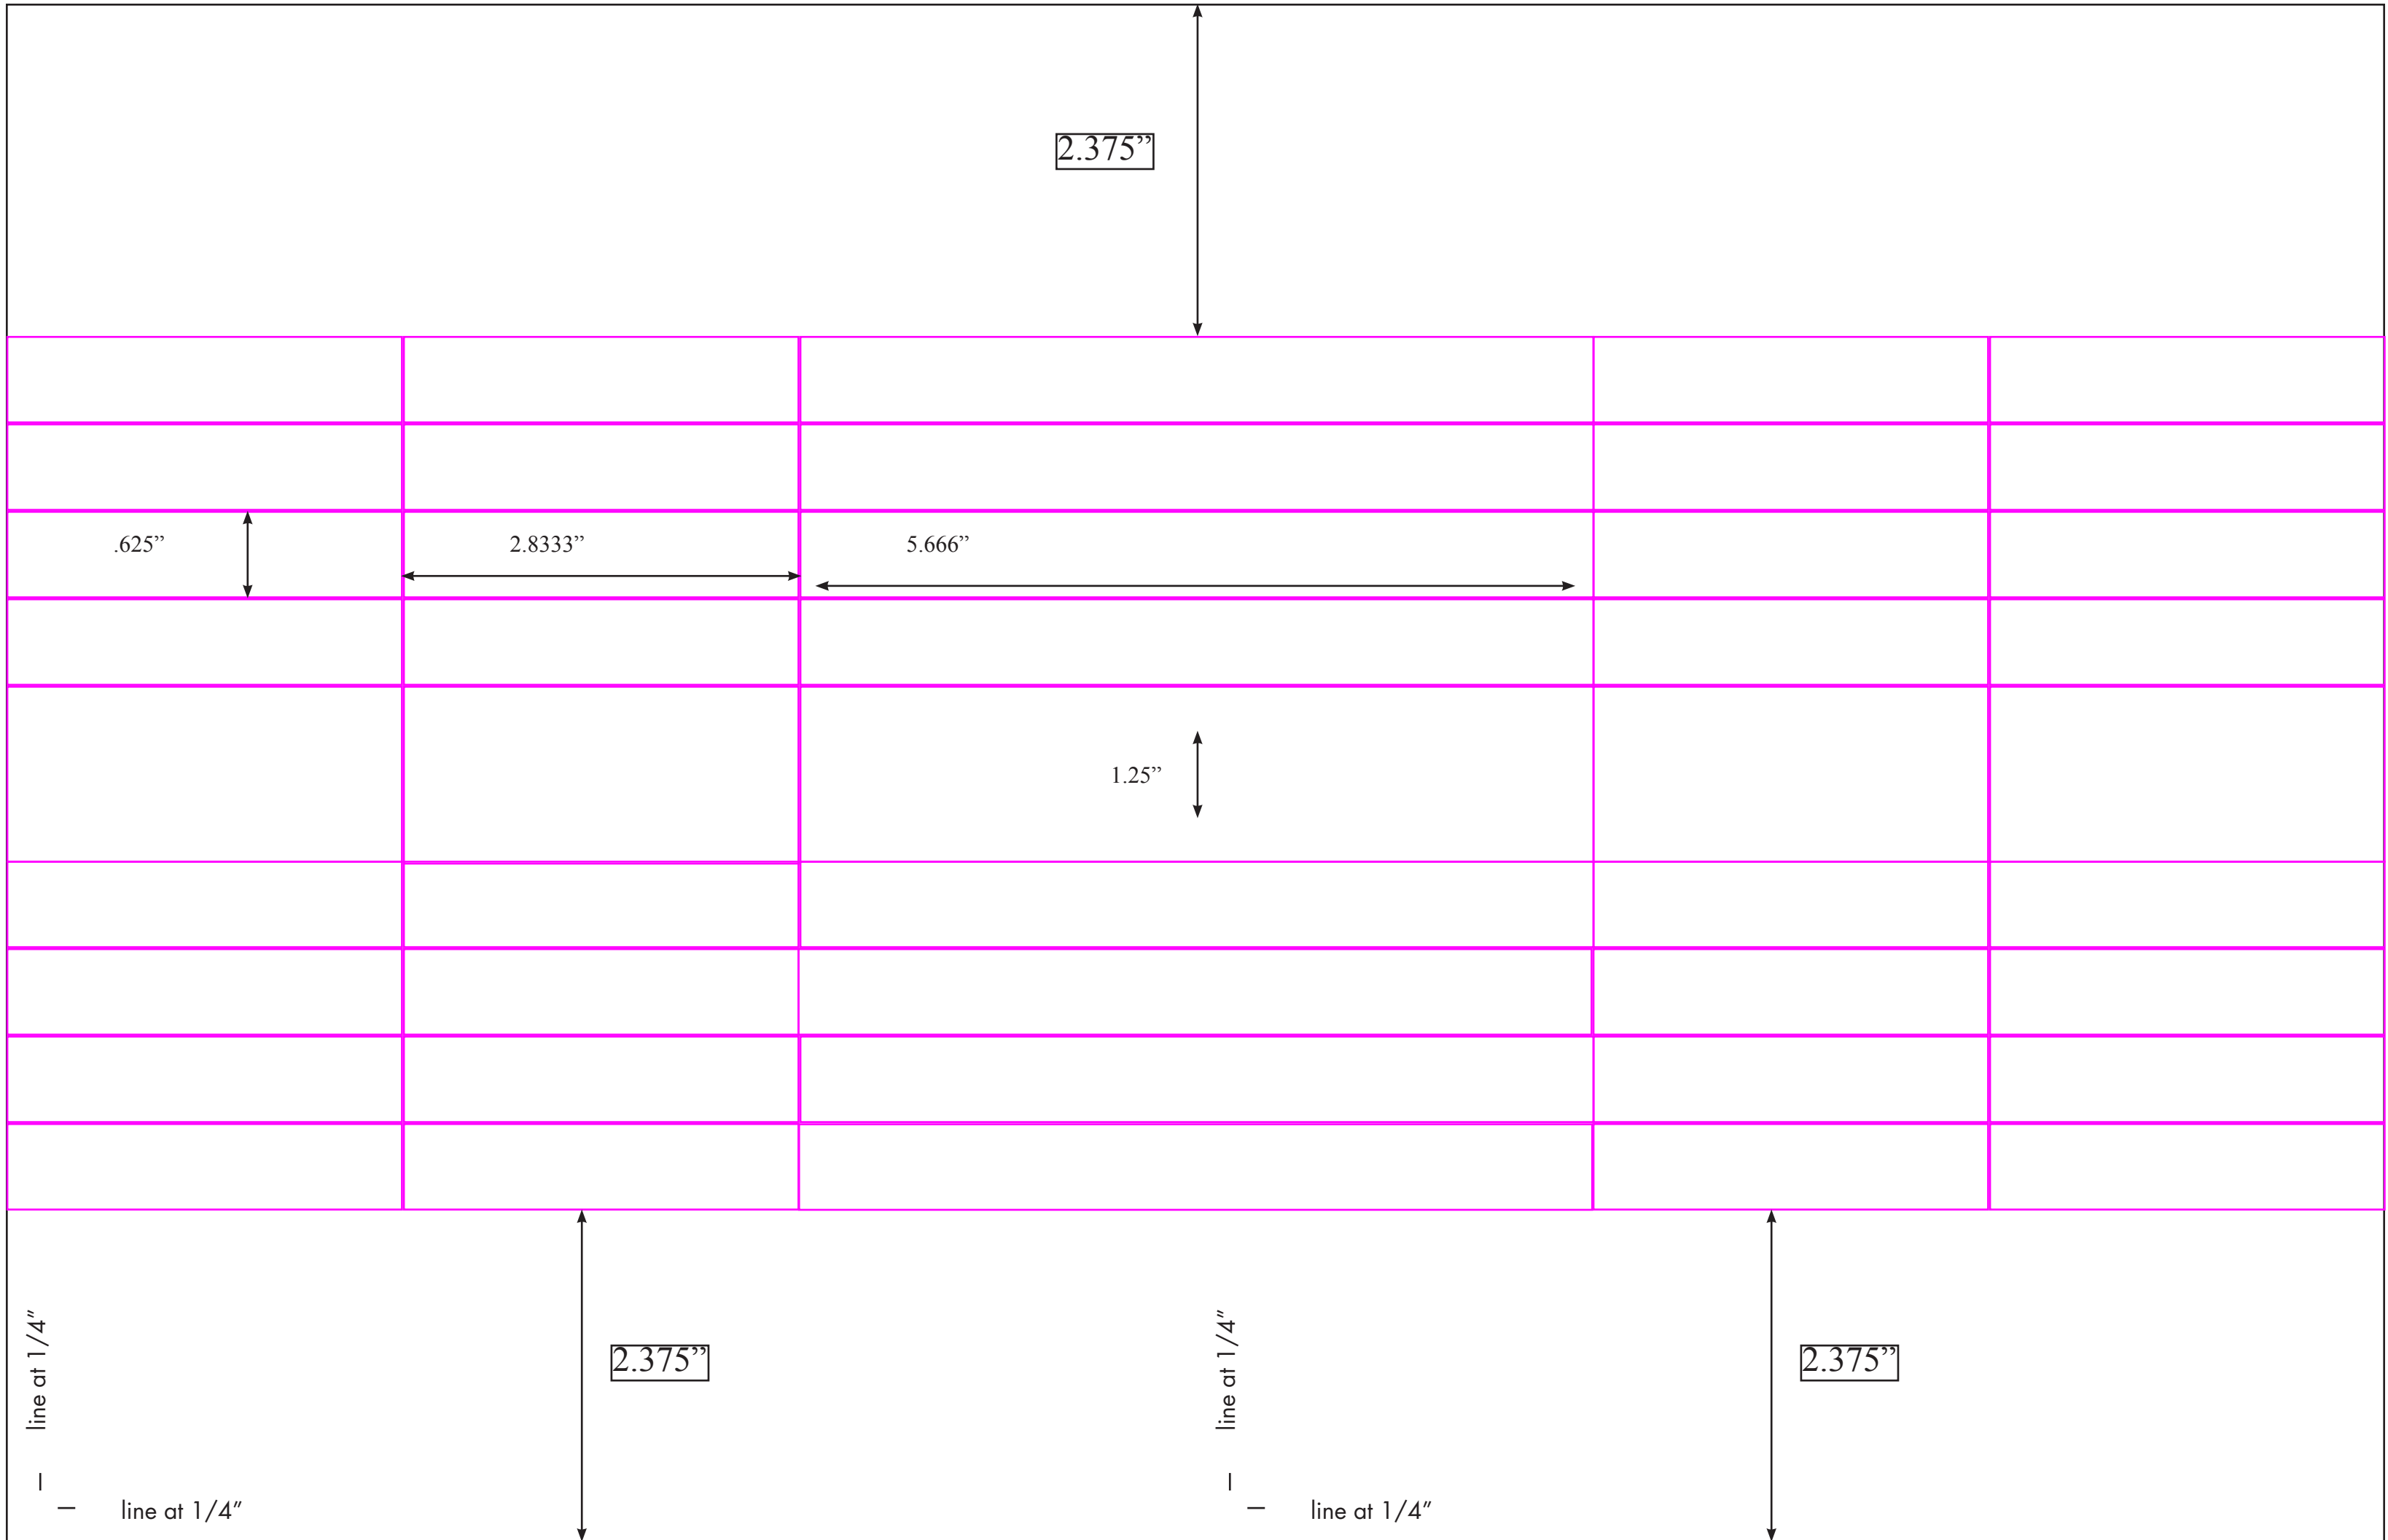 2.375”
.625”
2.8333”
5.666”
1.25”
2.375”
2.375”
line at 1/4″
line at 1/4″
line at 1/4″
line at 1/4″